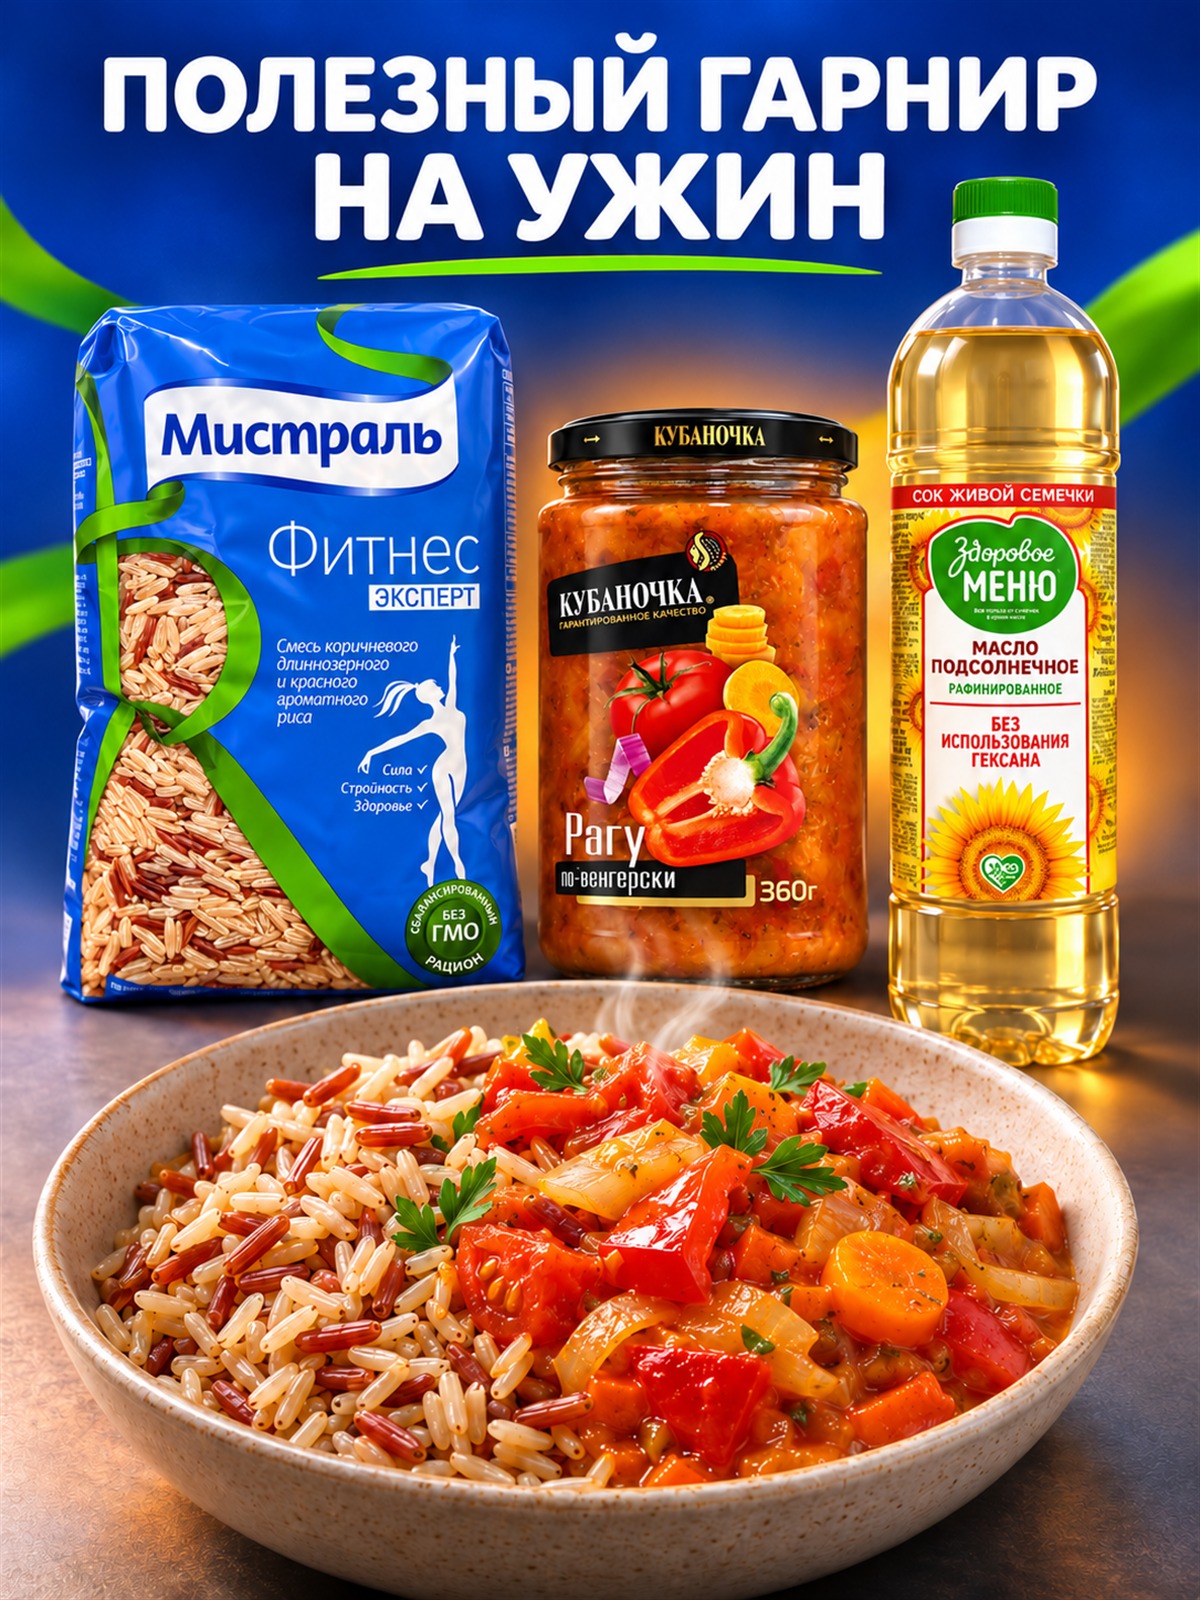 ПОЛЕЗНЫЙ ГАРНИР
НА УЖИН
Мистраль
Фитнес
ЭКСПЕРТ
Смесь коричневого
длиннозерного
и красного
ароматного
риса
Сила ✓
Стройность ✓
Здоровье ✓
СБАЛАНСИРОВАННЫЙ
БЕЗ
ГМО
РАЦИОН
КУБАНОЧКА
КУБАНОЧКА®
ГАРАНТИРОВАННОЕ КАЧЕСТВО
Рагу
по-венгерски
360г
СОК ЖИВОЙ СЕМЕЧКИ
Здоровое
МЕНЮ
МАСЛО
ПОДСОЛНЕЧНОЕ
РАФИНИРОВАННОЕ
БЕЗ
ИСПОЛЬЗОВАНИЯ
ГЕКСАНА